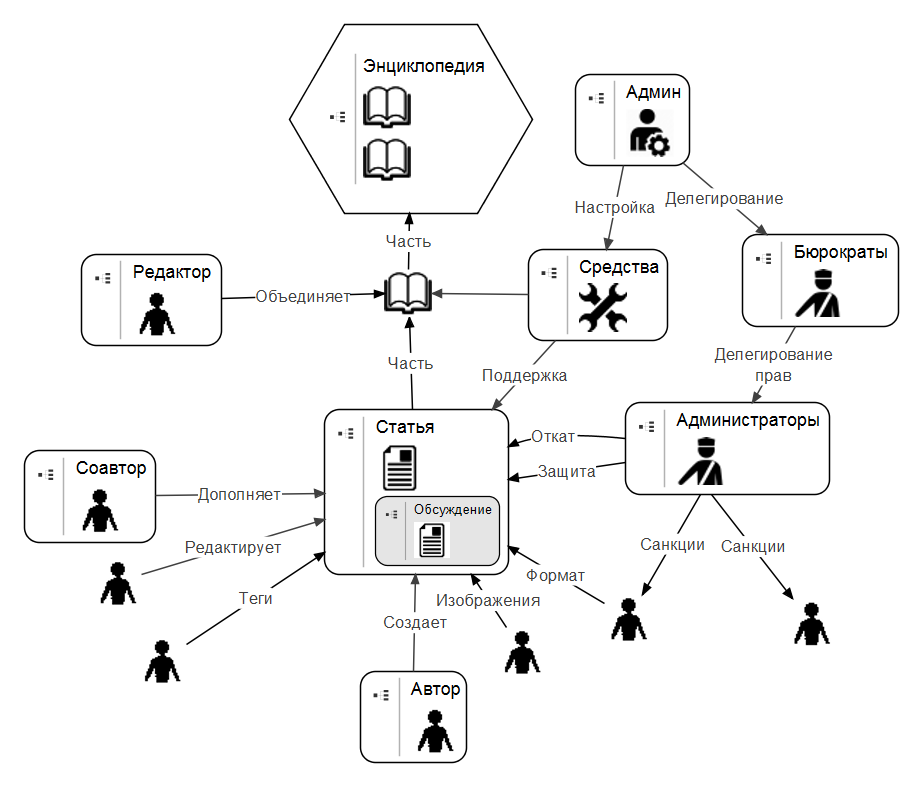 Энциклопедия
Админ
Настройка
Делегирование
Часть
Редактор
Объединяет
Средства
Бюрократы
Часть
Поддержка
Делегирование
прав
Статья
Откат
Администраторы
Защита
Соавтор
Дополняет
Обсуждение
Редактирует
Санкции
Санкции
Формат
Теги
Изображения
Создает
Автор